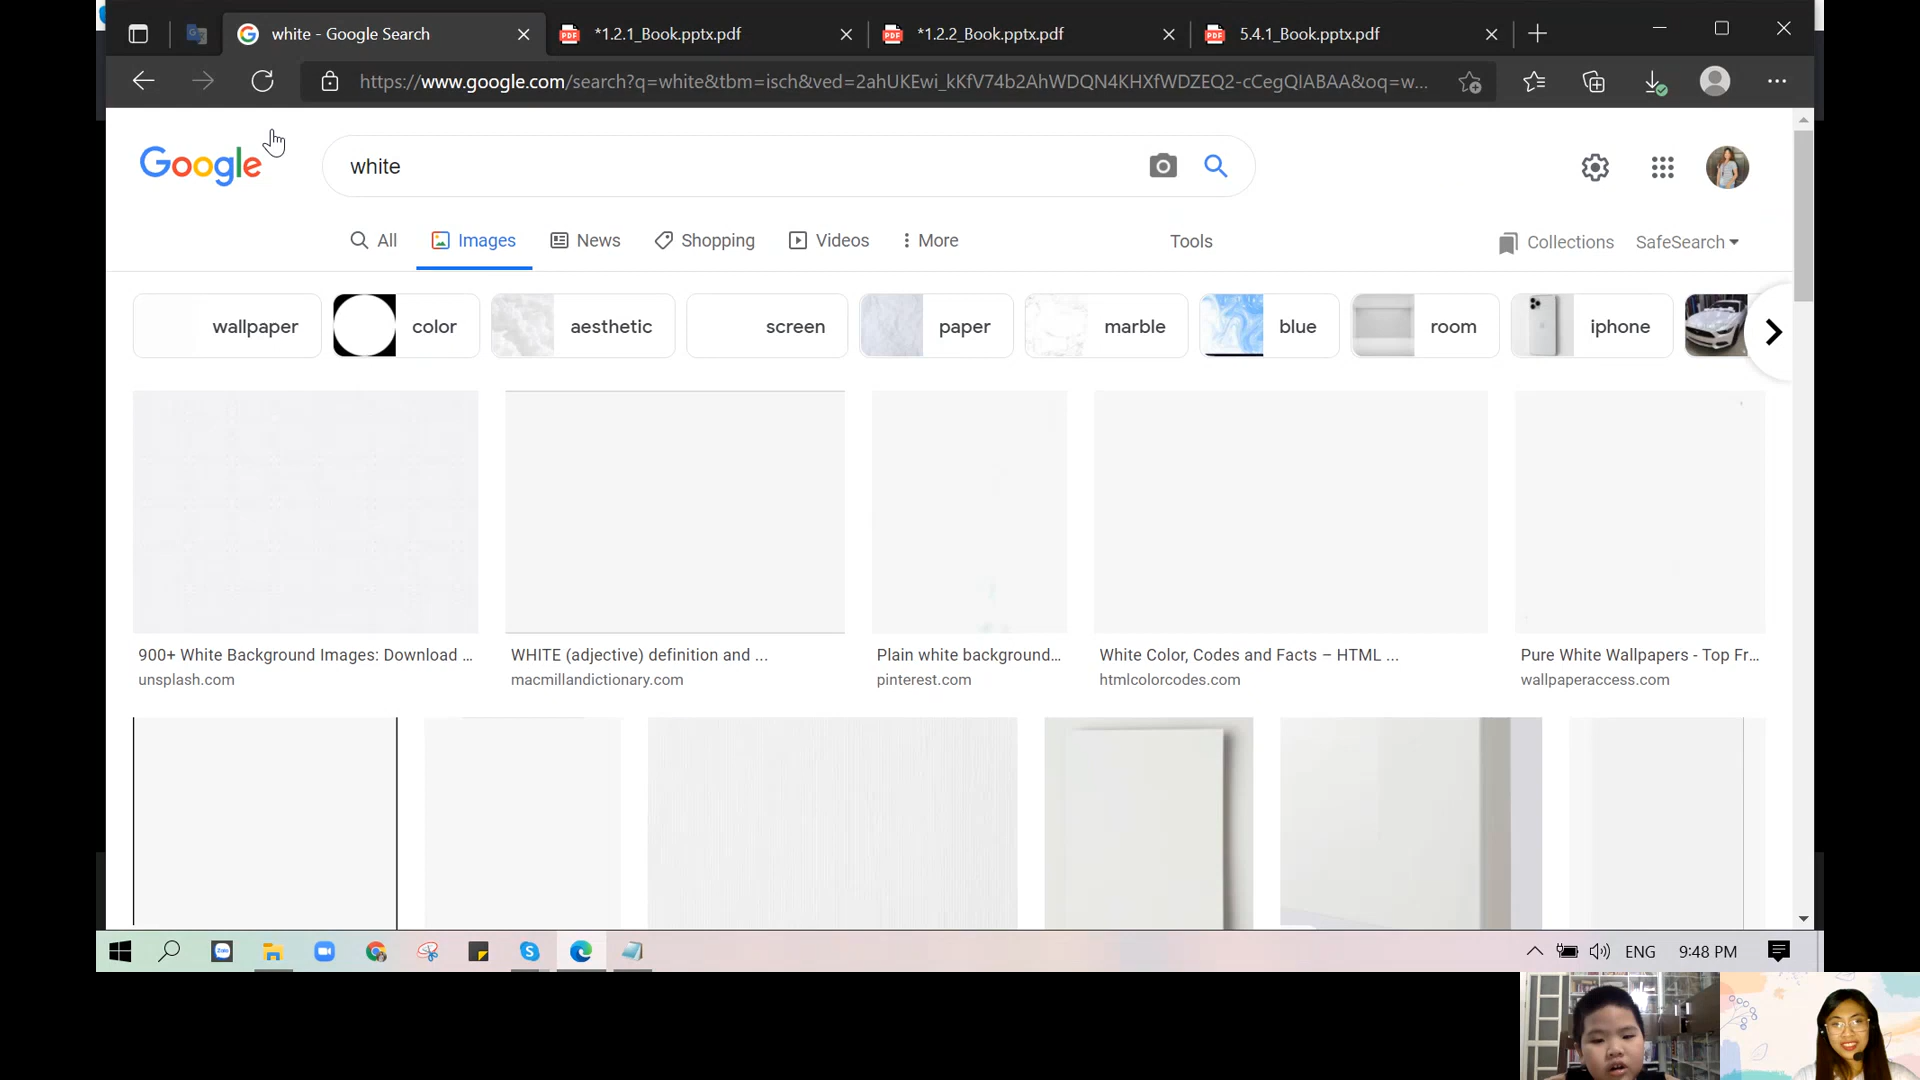 white - Google Search
*1.2.1_Book.pptx.pdf
*1.2.2_Book.pptx.pdf
5.4.1_Book.pptx.pdf
https://www.google.com/search?q=white&tbm=isch&ved=2ahUKEwi_kKfV74b2AhWDQN4KHXfWDZEQ2-cCegQIABAA&oq=w...
Google
white
All
Images
News
Shopping
Videos
More
Tools
Collections
SafeSearch
wallpaper
color
aesthetic
screen
paper
marble
blue
room
iphone
900+ White Background Images: Download ...
unsplash.com
WHITE (adjective) definition and ...
macmillandictionary.com
Plain white background...
pinterest.com
White Color, Codes and Facts – HTML ...
htmlcolorcodes.com
Pure White Wallpapers - Top Fr...
wallpaperaccess.com
Zalo
ENG
9:48 PM